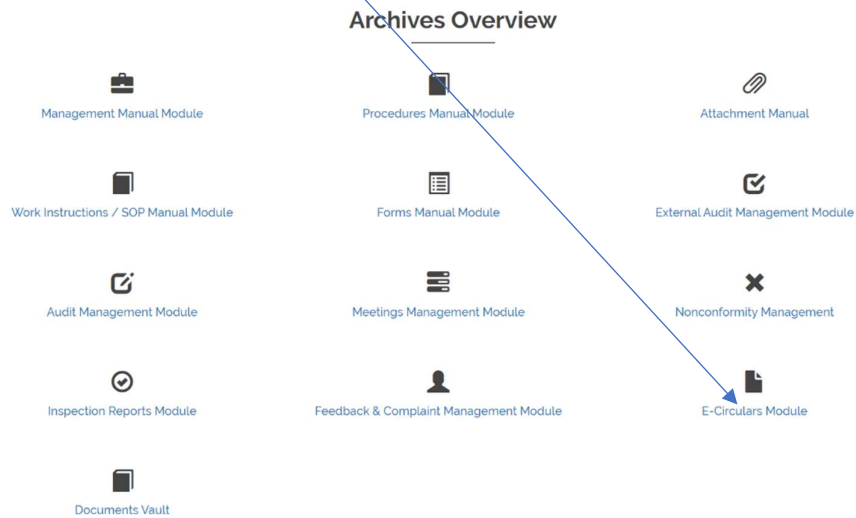 Archives Overview
Management Manual Module
Procedures Manual Module
Attachment Manual
Work Instructions / SOP Manual Module
Forms Manual Module
External Audit Management Module
Audit Management Module
Meetings Management Module
Nonconformity Management
Inspection Reports Module
Feedback & Complaint Management Module
E-Circulars Module
Documents Vault